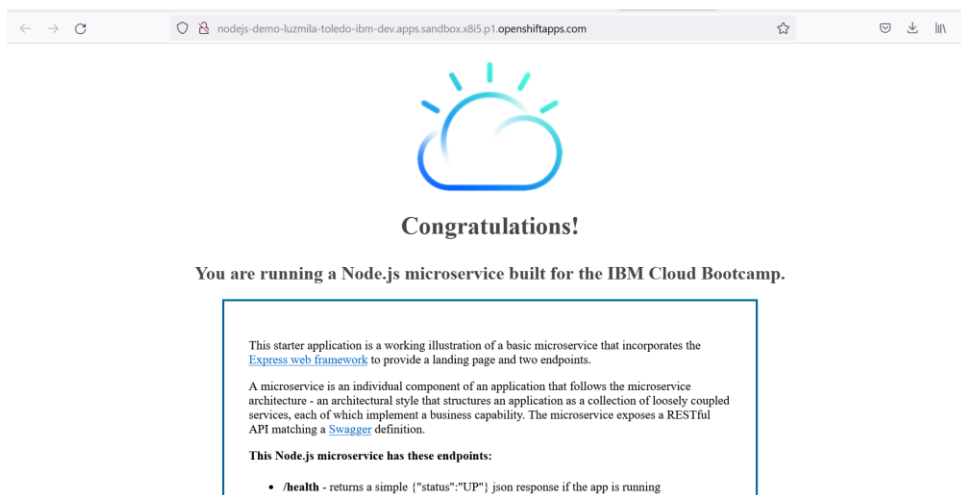 nodejs-demo-luzmila-toledo-ibm-dev.apps.sandbox.x8i5.p1.openshiftapps.com
Congratulations!
You are running a Node.js microservice built for the IBM Cloud Bootcamp.
This starter application is a working illustration of a basic microservice that incorporates the
Express web framework to provide a landing page and two endpoints.
A microservice is an individual component of an application that follows the microservice
architecture - an architectural style that structures an application as a collection of loosely coupled
services, each of which implement a business capability. The microservice exposes a RESTful
API matching a Swagger definition.
This Node.js microservice has these endpoints:
• /health - returns a simple {"status":"UP"} json response if the app is running